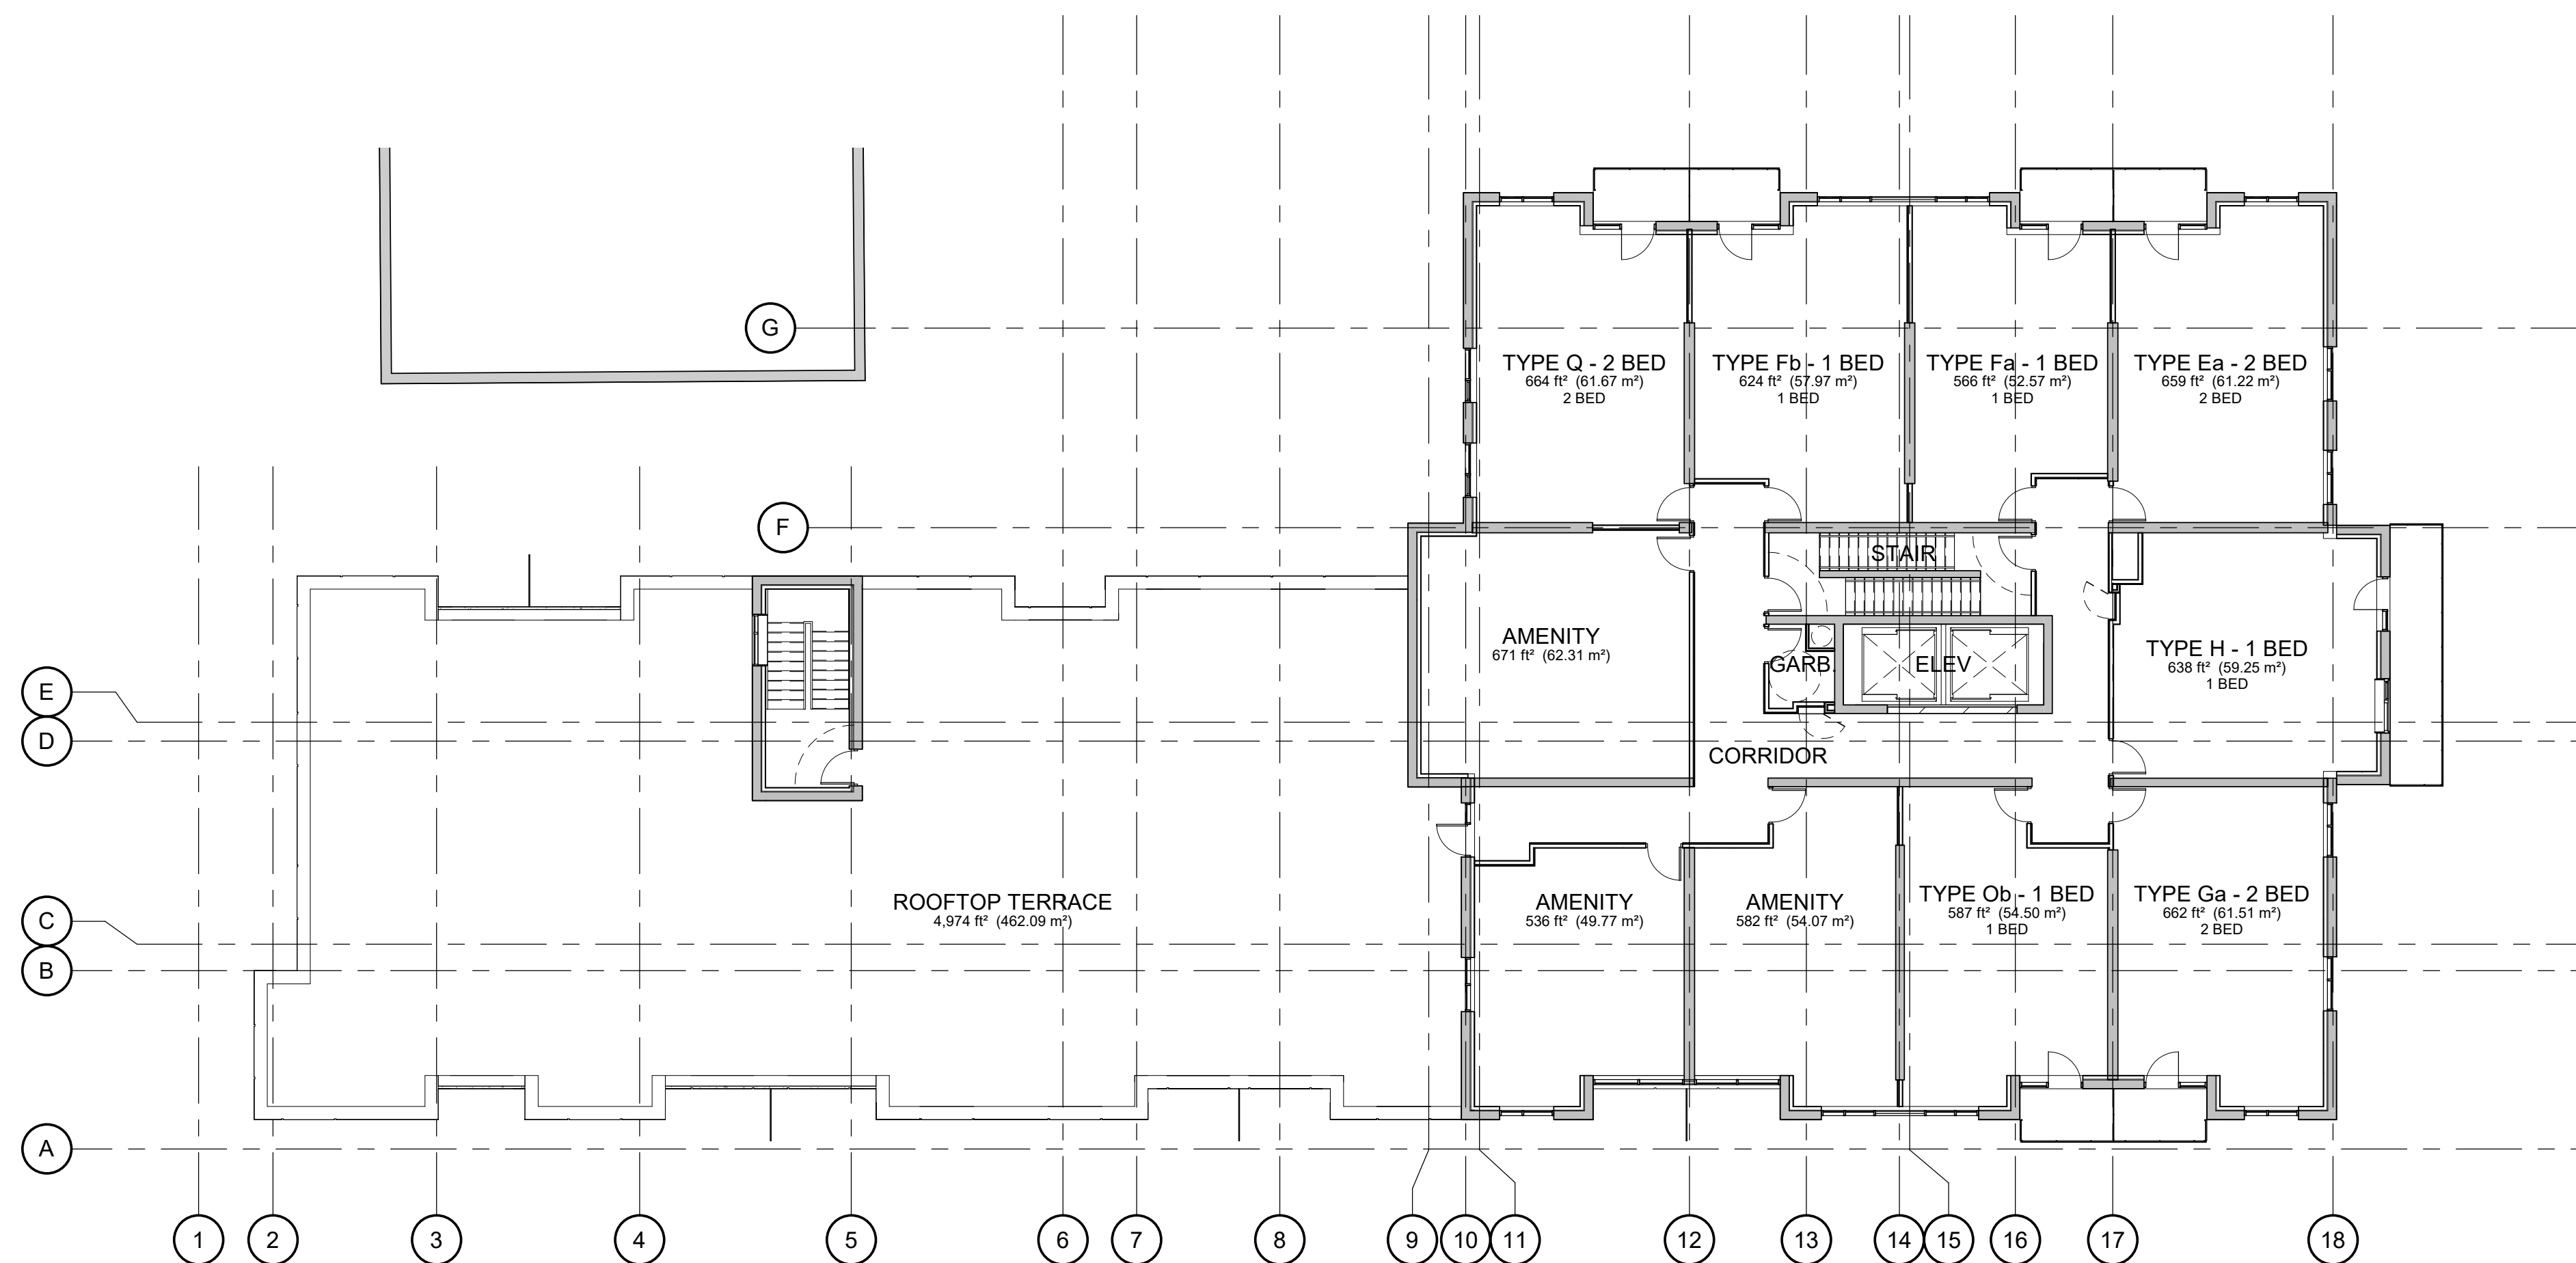 G
TYPE Q - 2 BED
664 ft² (61.67 m²)
2 BED
TYPE Fb - 1 BED
624 ft² (57.97 m²)
1 BED
TYPE Fa - 1 BED
566 ft² (52.57 m²)
1 BED
TYPE Ea - 2 BED
659 ft² (61.22 m²)
2 BED
F
STAIR
AMENITY
671 ft² (62.31 m²)
GARB.
ELEV
TYPE H - 1 BED
638 ft² (59.25 m²)
1 BED
E
D
CORRIDOR
ROOFTOP TERRACE
4,974 ft² (462.09 m²)
AMENITY
536 ft² (49.77 m²)
AMENITY
582 ft² (54.07 m²)
TYPE Ob - 1 BED
587 ft² (54.50 m²)
1 BED
TYPE Ga - 2 BED
662 ft² (61.51 m²)
2 BED
C
B
A
1 2 3 4 5 6 7 8 9 10 11 12 13 14 15 16 17 18